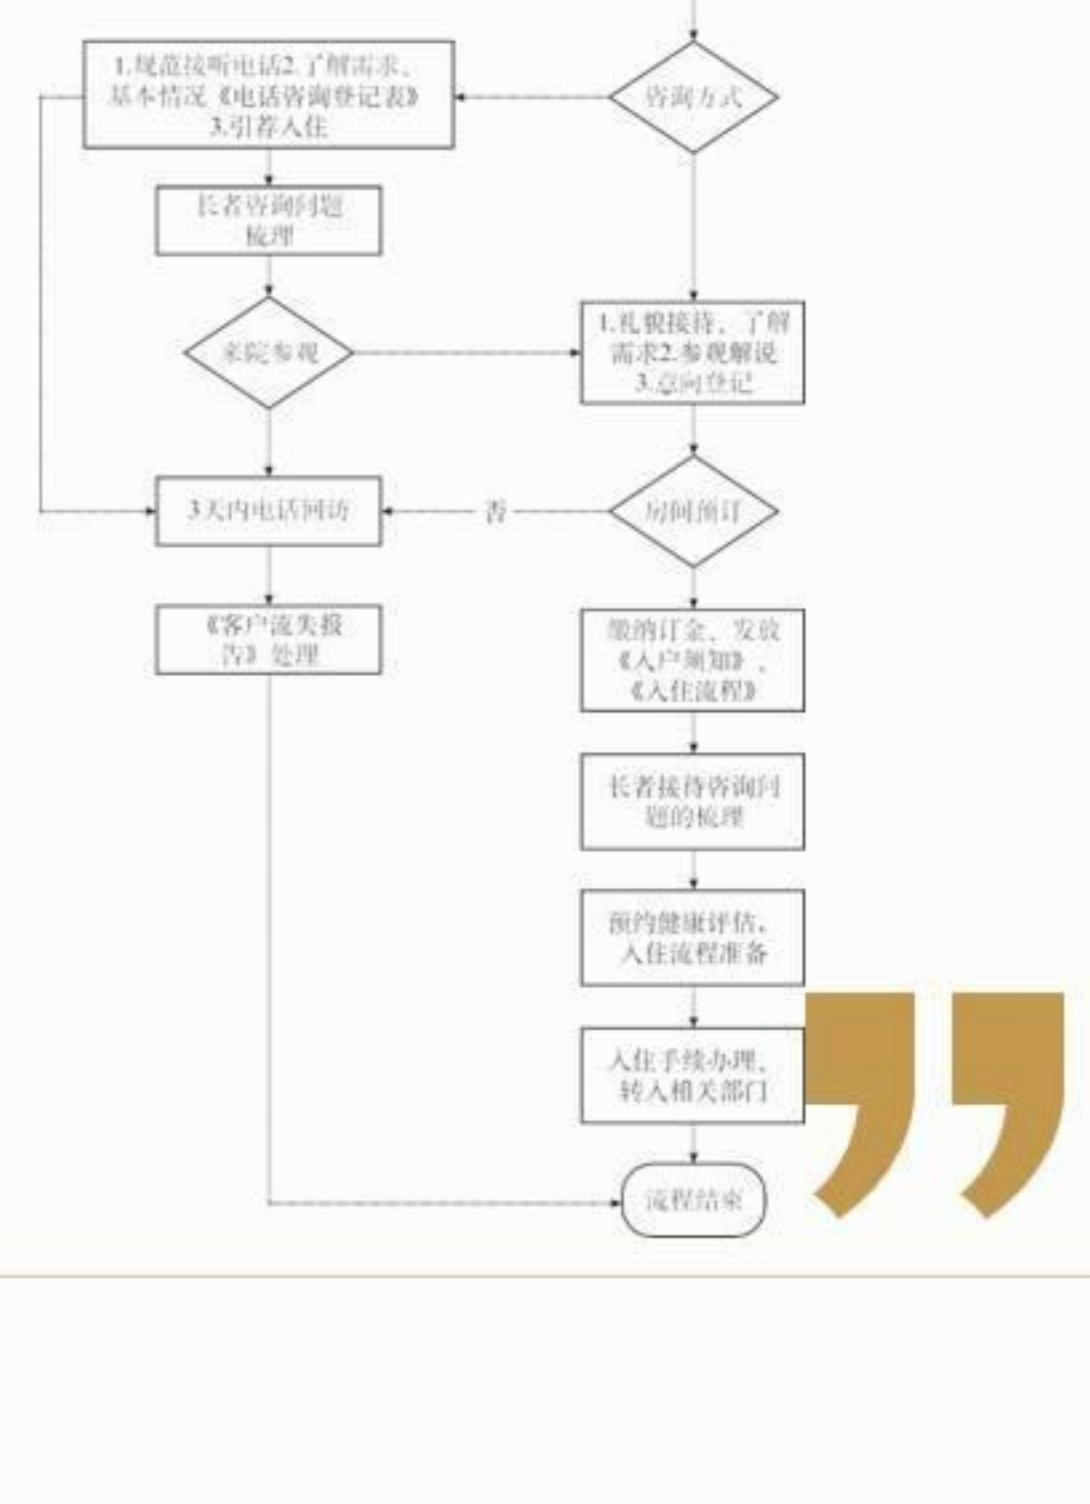 咨询方式
1.规范接听电话2.了解需求、
基本情况《电话咨询登记表》
3.引荐入住
长者咨询问题
梳理
来院参观
1.礼貌接待、了解
需求2.参观解说
3.意向登记
3天内电话回访
否
房间预订
《客户流失报
告》处理
缴纳订金、发放
《入户须知》、
《入住流程》
长者接待咨询问
题的梳理
预约健康评估、
入住流程准备
入住手续办理、
转入相关部门
流程结束